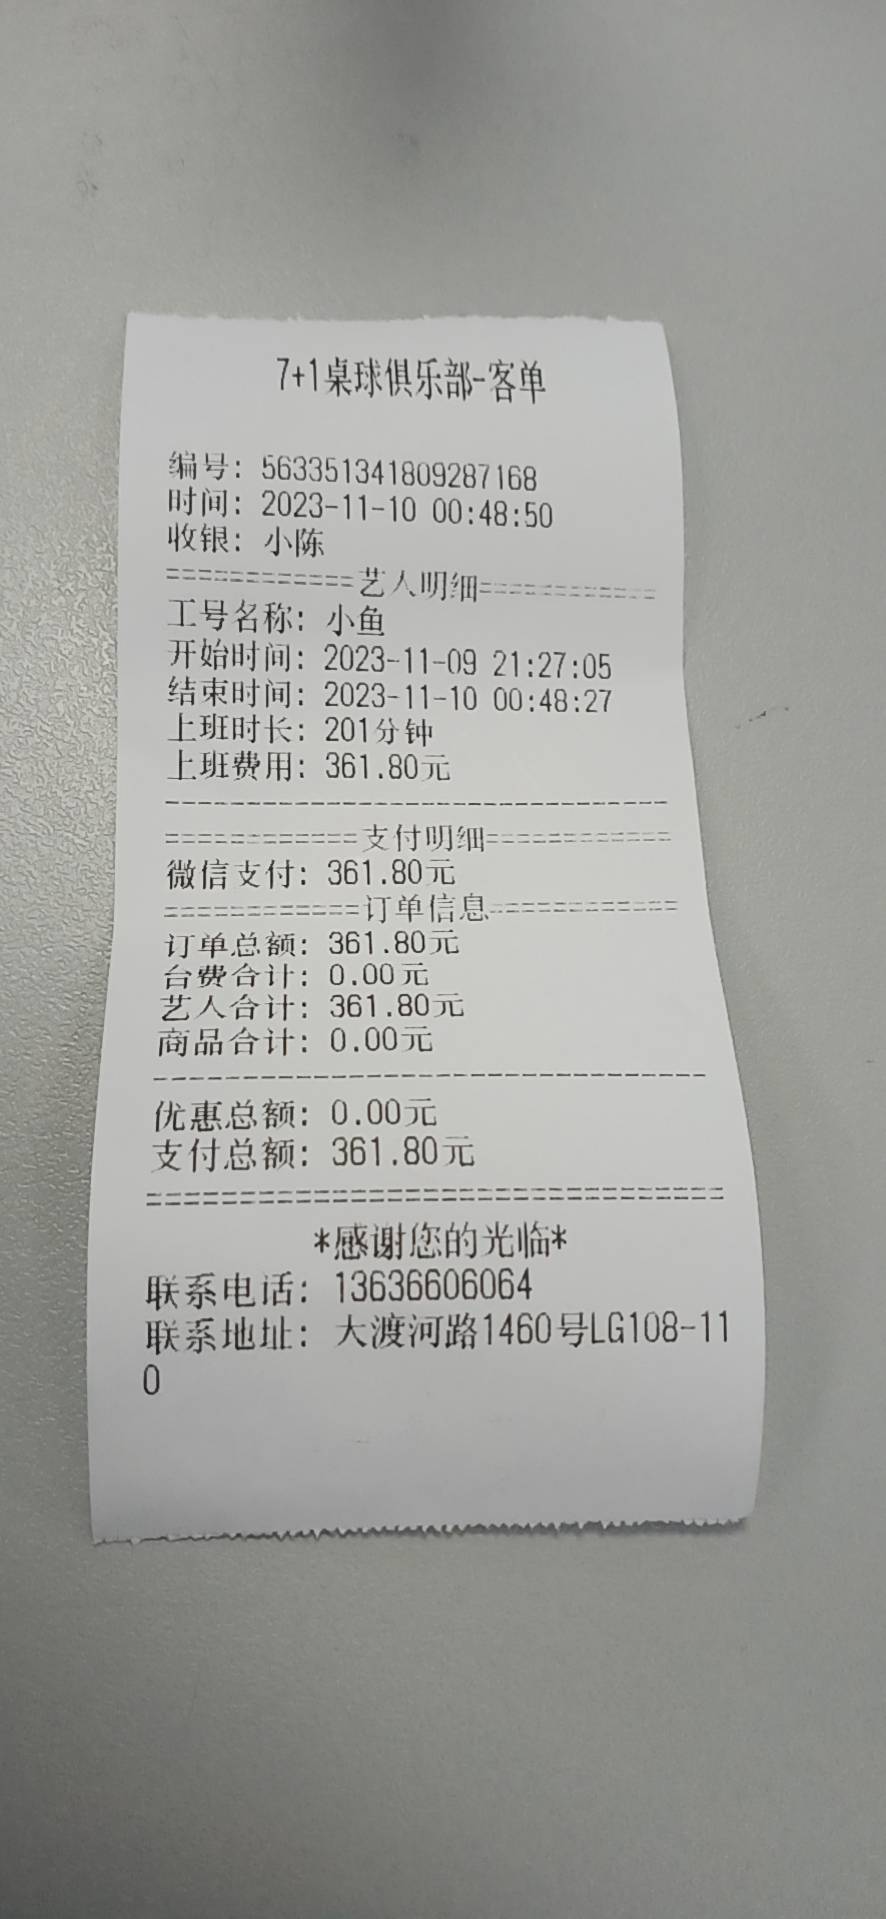 7+1桌球俱乐部-客单
编号: 563351341809287168
时间: 2023-11-10 00:48:50
收银: 小陈
============艺人明细============
工号名称: 小鱼
开始时间: 2023-11-09 21:27:05
结束时间: 2023-11-10 00:48:27
上班时长: 201分钟
上班费用: 361.80元
--------------------------------
============支付明细============
微信支付: 361.80元
============订单信息============
订单总额: 361.80元
台费合计: 0.00元
艺人合计: 361.80元
商品合计: 0.00元
--------------------------------
优惠总额: 0.00元
支付总额: 361.80元
================================
*感谢您的光临*
联系电话: 13636606064
联系地址: 大渡河路1460号LG108-11
0